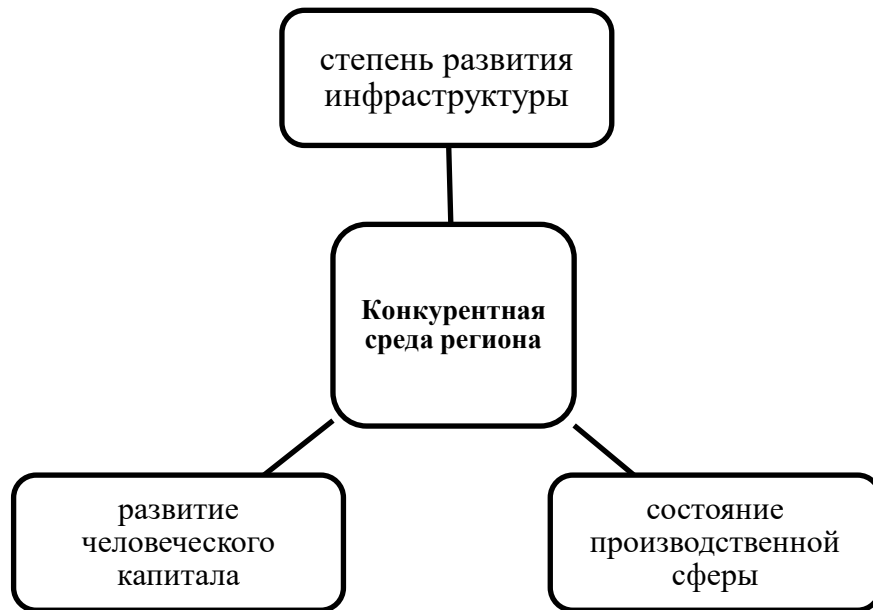 степень развития
инфраструктуры
Конкурентная
среда региона
развитие
человеческого
капитала
состояние
производственной
сферы